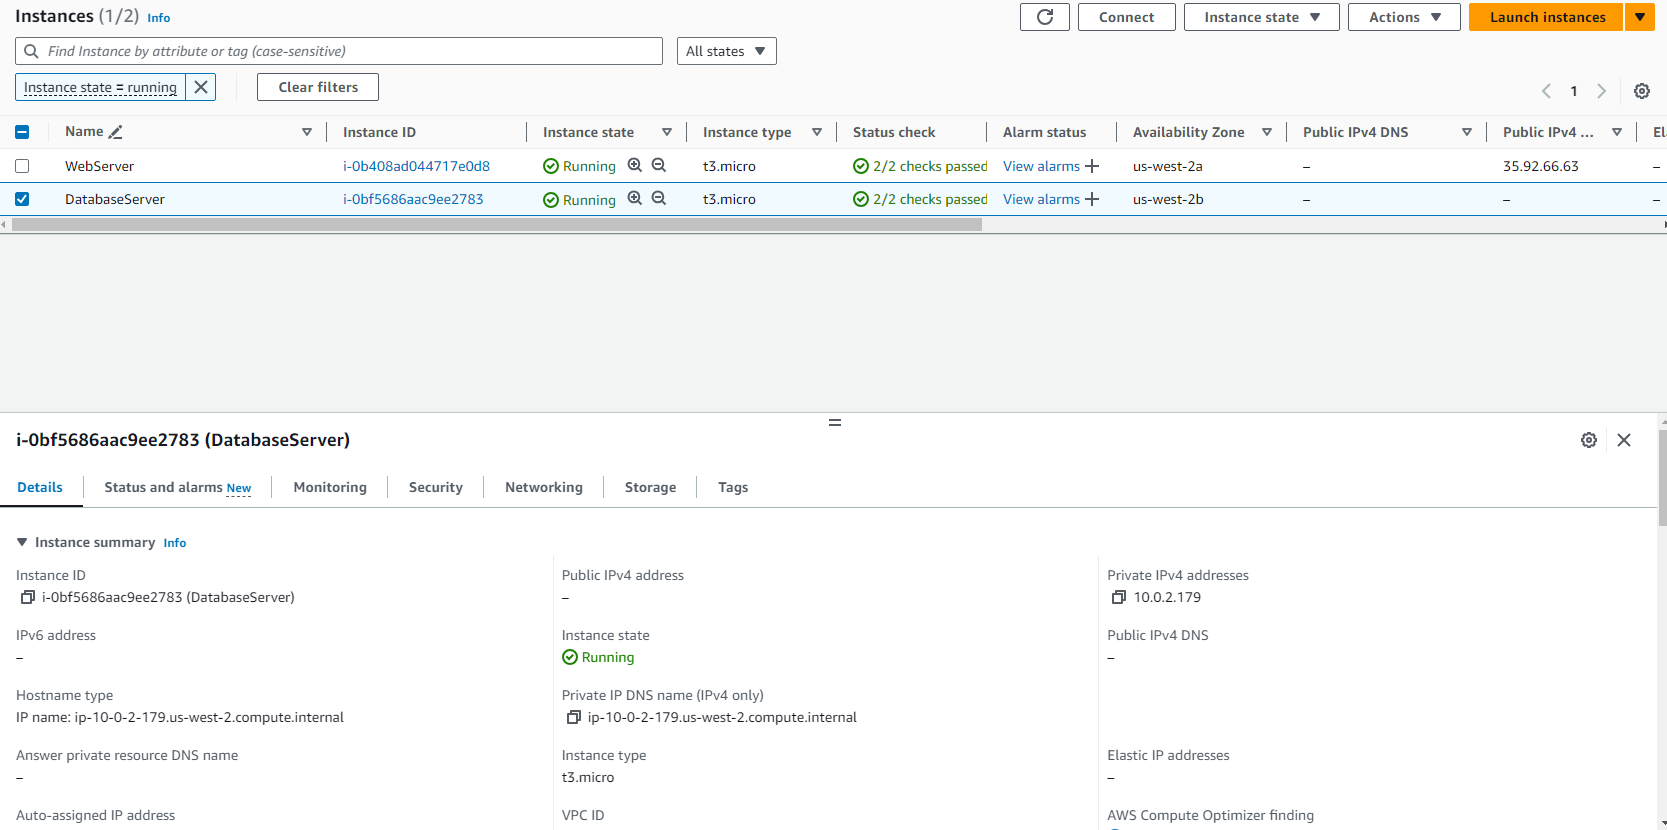 Instances (1/2) Info
Connect Instance state Actions Launch instances
Find Instance by attribute or tag (case-sensitive) All states
Instance state = running Clear filters
1
Name Instance ID Instance state Instance type Status check Alarm status Availability Zone Public IPv4 DNS Public IPv4 ... El
WebServer i-0b408ad044717e0d8 Running t3.micro 2/2 checks passed View alarms + us-west-2a – 35.92.66.63 –
DatabaseServer i-0bf5686aac9ee2783 Running t3.micro 2/2 checks passed View alarms + us-west-2b – – –
i-0bf5686aac9ee2783 (DatabaseServer)
Details Status and alarms New Monitoring Security Networking Storage Tags
Instance summary Info
Instance ID Public IPv4 address Private IPv4 addresses
i-0bf5686aac9ee2783 (DatabaseServer) – 10.0.2.179
IPv6 address Instance state Public IPv4 DNS
– Running –
Hostname type Private IP DNS name (IPv4 only)
IP name: ip-10-0-2-179.us-west-2.compute.internal ip-10-0-2-179.us-west-2.compute.internal
Answer private resource DNS name Instance type Elastic IP addresses
– t3.micro –
Auto-assigned IP address VPC ID AWS Compute Optimizer finding